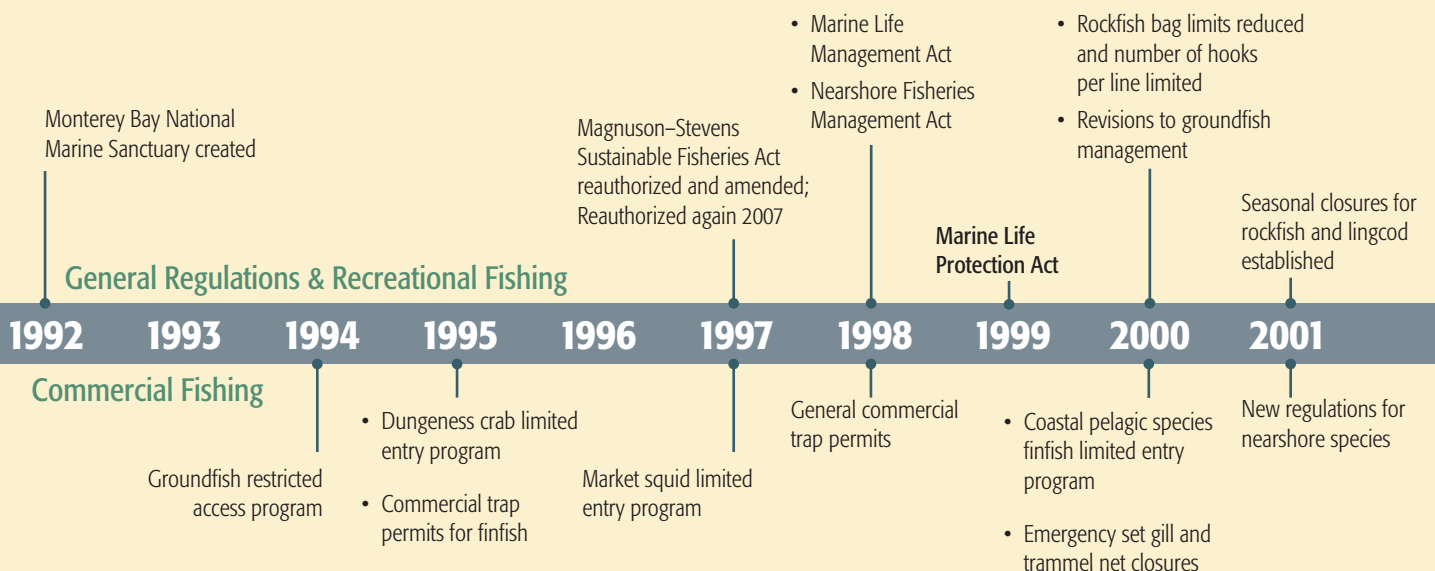 • Marine Life
Management Act
• Nearshore Fisheries
Management Act
• Rockfish bag limits reduced
and number of hooks
per line limited
• Revisions to groundfish
management
Monterey Bay National
Marine Sanctuary created
Magnuson–Stevens
Sustainable Fisheries Act
reauthorized and amended;
Reauthorized again 2007
Marine Life
Protection Act
Seasonal closures for
rockfish and lingcod
established
General Regulations & Recreational Fishing
1992 1993 1994 1995 1996 1997 1998 1999 2000 2001
Commercial Fishing
Groundfish restricted
access program
• Dungeness crab limited
entry program
• Commercial trap
permits for finfish
Market squid limited
entry program
General commercial
trap permits
• Coastal pelagic species
finfish limited entry
program
• Emergency set gill and
trammel net closures
New regulations for
nearshore species